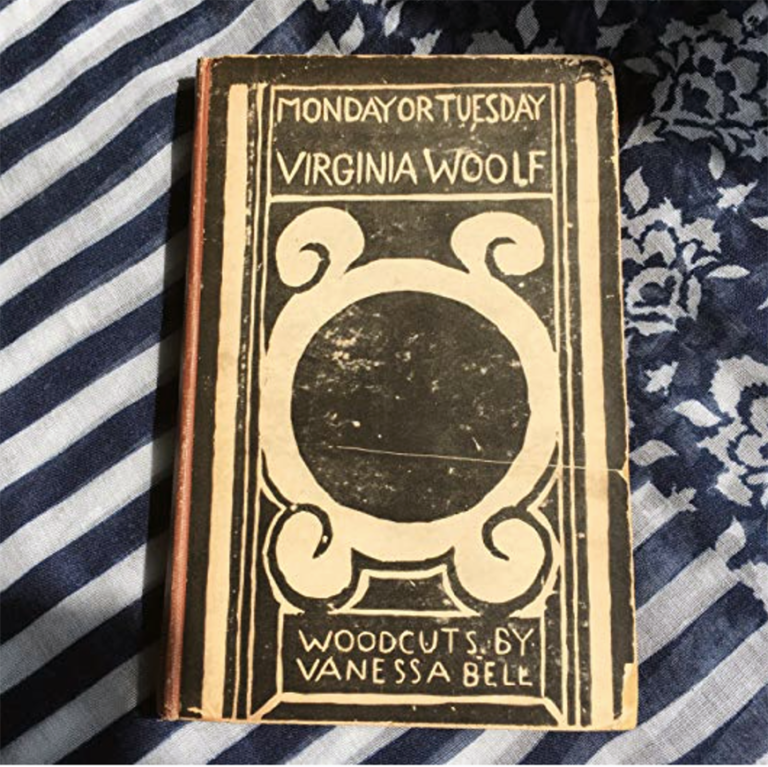 MONDAY OR TUESDAY
VIRGINIA WOOLF
WOODCUTS BY
VANESSA BELL